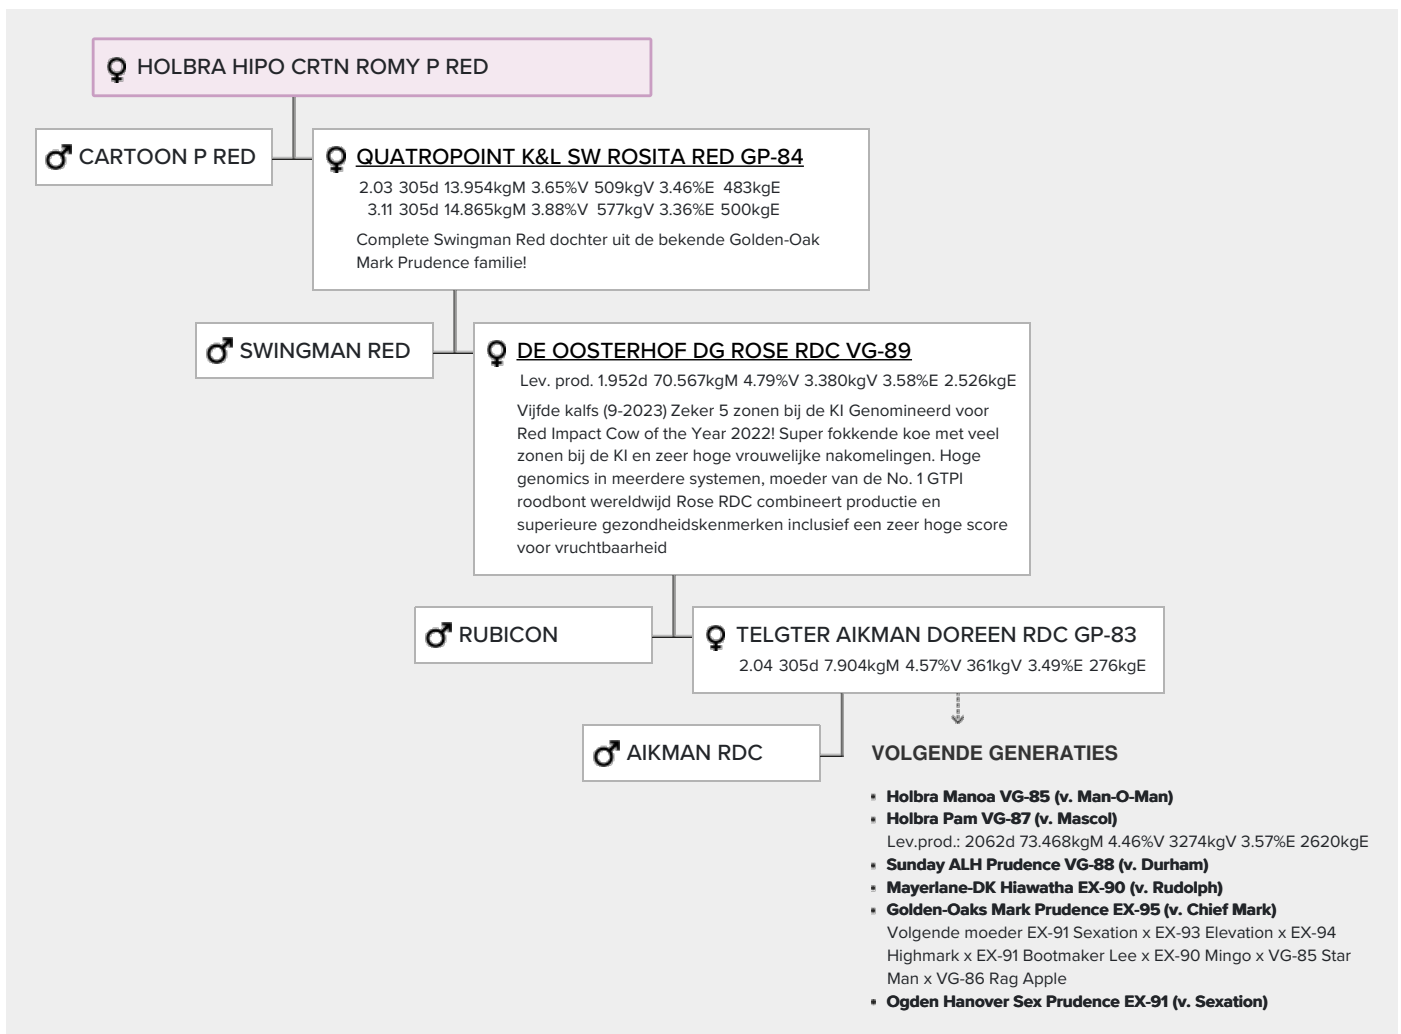 HOLBRA HIPO CRTN ROMY P RED
CARTOON P RED
QUATROPOINT K&L SW ROSITA RED GP-84
2.03 305d 13.954kgM 3.65%V 509kgV 3.46%E 483kgE
3.11 305d 14.865kgM 3.88%V 577kgV 3.36%E 500kgE
Complete Swingman Red dochter uit de bekende Golden-Oak
Mark Prudence familie!
SWINGMAN RED
DE OOSTERHOF DG ROSE RDC VG-89
Lev. prod. 1.952d 70.567kgM 4.79%V 3.380kgV 3.58%E 2.526kgE
Vijfde kalfs (9-2023) Zeker 5 zonen bij de KI Genomineerd voor
Red Impact Cow of the Year 2022! Super fokkende koe met veel
zonen bij de KI en zeer hoge vrouwelijke nakomelingen. Hoge
genomics in meerdere systemen, moeder van de No. 1 GTPI
roodbont wereldwijd Rose RDC combineert productie en
superieure gezondheidskenmerken inclusief een zeer hoge score
voor vruchtbaarheid
RUBICON
TELGTER AIKMAN DOREEN RDC GP-83
2.04 305d 7.904kgM 4.57%V 361kgV 3.49%E 276kgE
AIKMAN RDC
VOLGENDE GENERATIES
▪ Holbra Manoa VG-85 (v. Man-O-Man)
▪ Holbra Pam VG-87 (v. Mascol)
Lev.prod.: 2062d 73.468kgM 4.46%V 3274kgV 3.57%E 2620kgE
▪ Sunday ALH Prudence VG-88 (v. Durham)
▪ Mayerlane-DK Hiawatha EX-90 (v. Rudolph)
▪ Golden-Oaks Mark Prudence EX-95 (v. Chief Mark)
Volgende moeder EX-91 Sexation x EX-93 Elevation x EX-94
Highmark x EX-91 Bootmaker Lee x EX-90 Mingo x VG-85 Star
Man x VG-86 Rag Apple
▪ Ogden Hanover Sex Prudence EX-91 (v. Sexation)